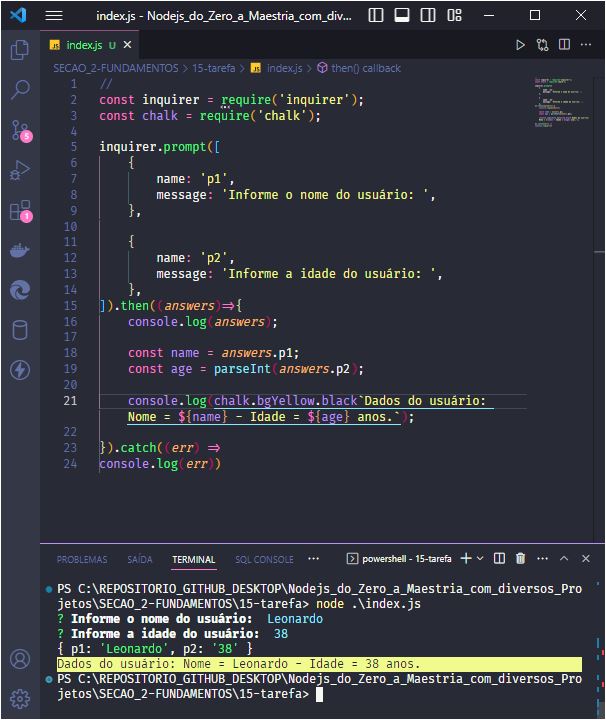 index.js - Nodejs_do_Zero_a_Maestria_com_div...
JS index.js U
SECAO_2-FUNDAMENTOS > 15-tarefa > JS index.js > then() callback
1 //
2 const inquirer = require('inquirer');
3 const chalk = require('chalk');
4
5 inquirer.prompt([
6 {
7 name: 'p1',
8 message: 'Informe o nome do usuário: ',
9 },
10
11 {
12 name: 'p2',
13 message: 'Informe a idade do usuário: ',
14 },
15 ]).then((answers)=>{
16 console.log(answers);
17
18 const name = answers.p1;
19 const age = parseInt(answers.p2);
20
21 console.log(chalk.bgYellow.black`Dados do usuário:
Nome = ${name} - Idade = ${age} anos.`);
22
23 }).catch((err) =>
24 console.log(err))
5
1
PROBLEMAS SAÍDA TERMINAL SQL CONSOLE ··· powershell - 15-tarefa
PS C:\REPOSITORIO_GITHUB_DESKTOP\Nodejs_do_Zero_a_Maestria_com_diversos_Pro
jetos\SECAO_2-FUNDAMENTOS\15-tarefa> node .\index.js
? Informe o nome do usuário: Leonardo
? Informe a idade do usuário: 38
{ p1: 'Leonardo', p2: '38' }
Dados do usuário: Nome = Leonardo - Idade = 38 anos.
PS C:\REPOSITORIO_GITHUB_DESKTOP\Nodejs_do_Zero_a_Maestria_com_diversos_Pro
jetos\SECAO_2-FUNDAMENTOS\15-tarefa>